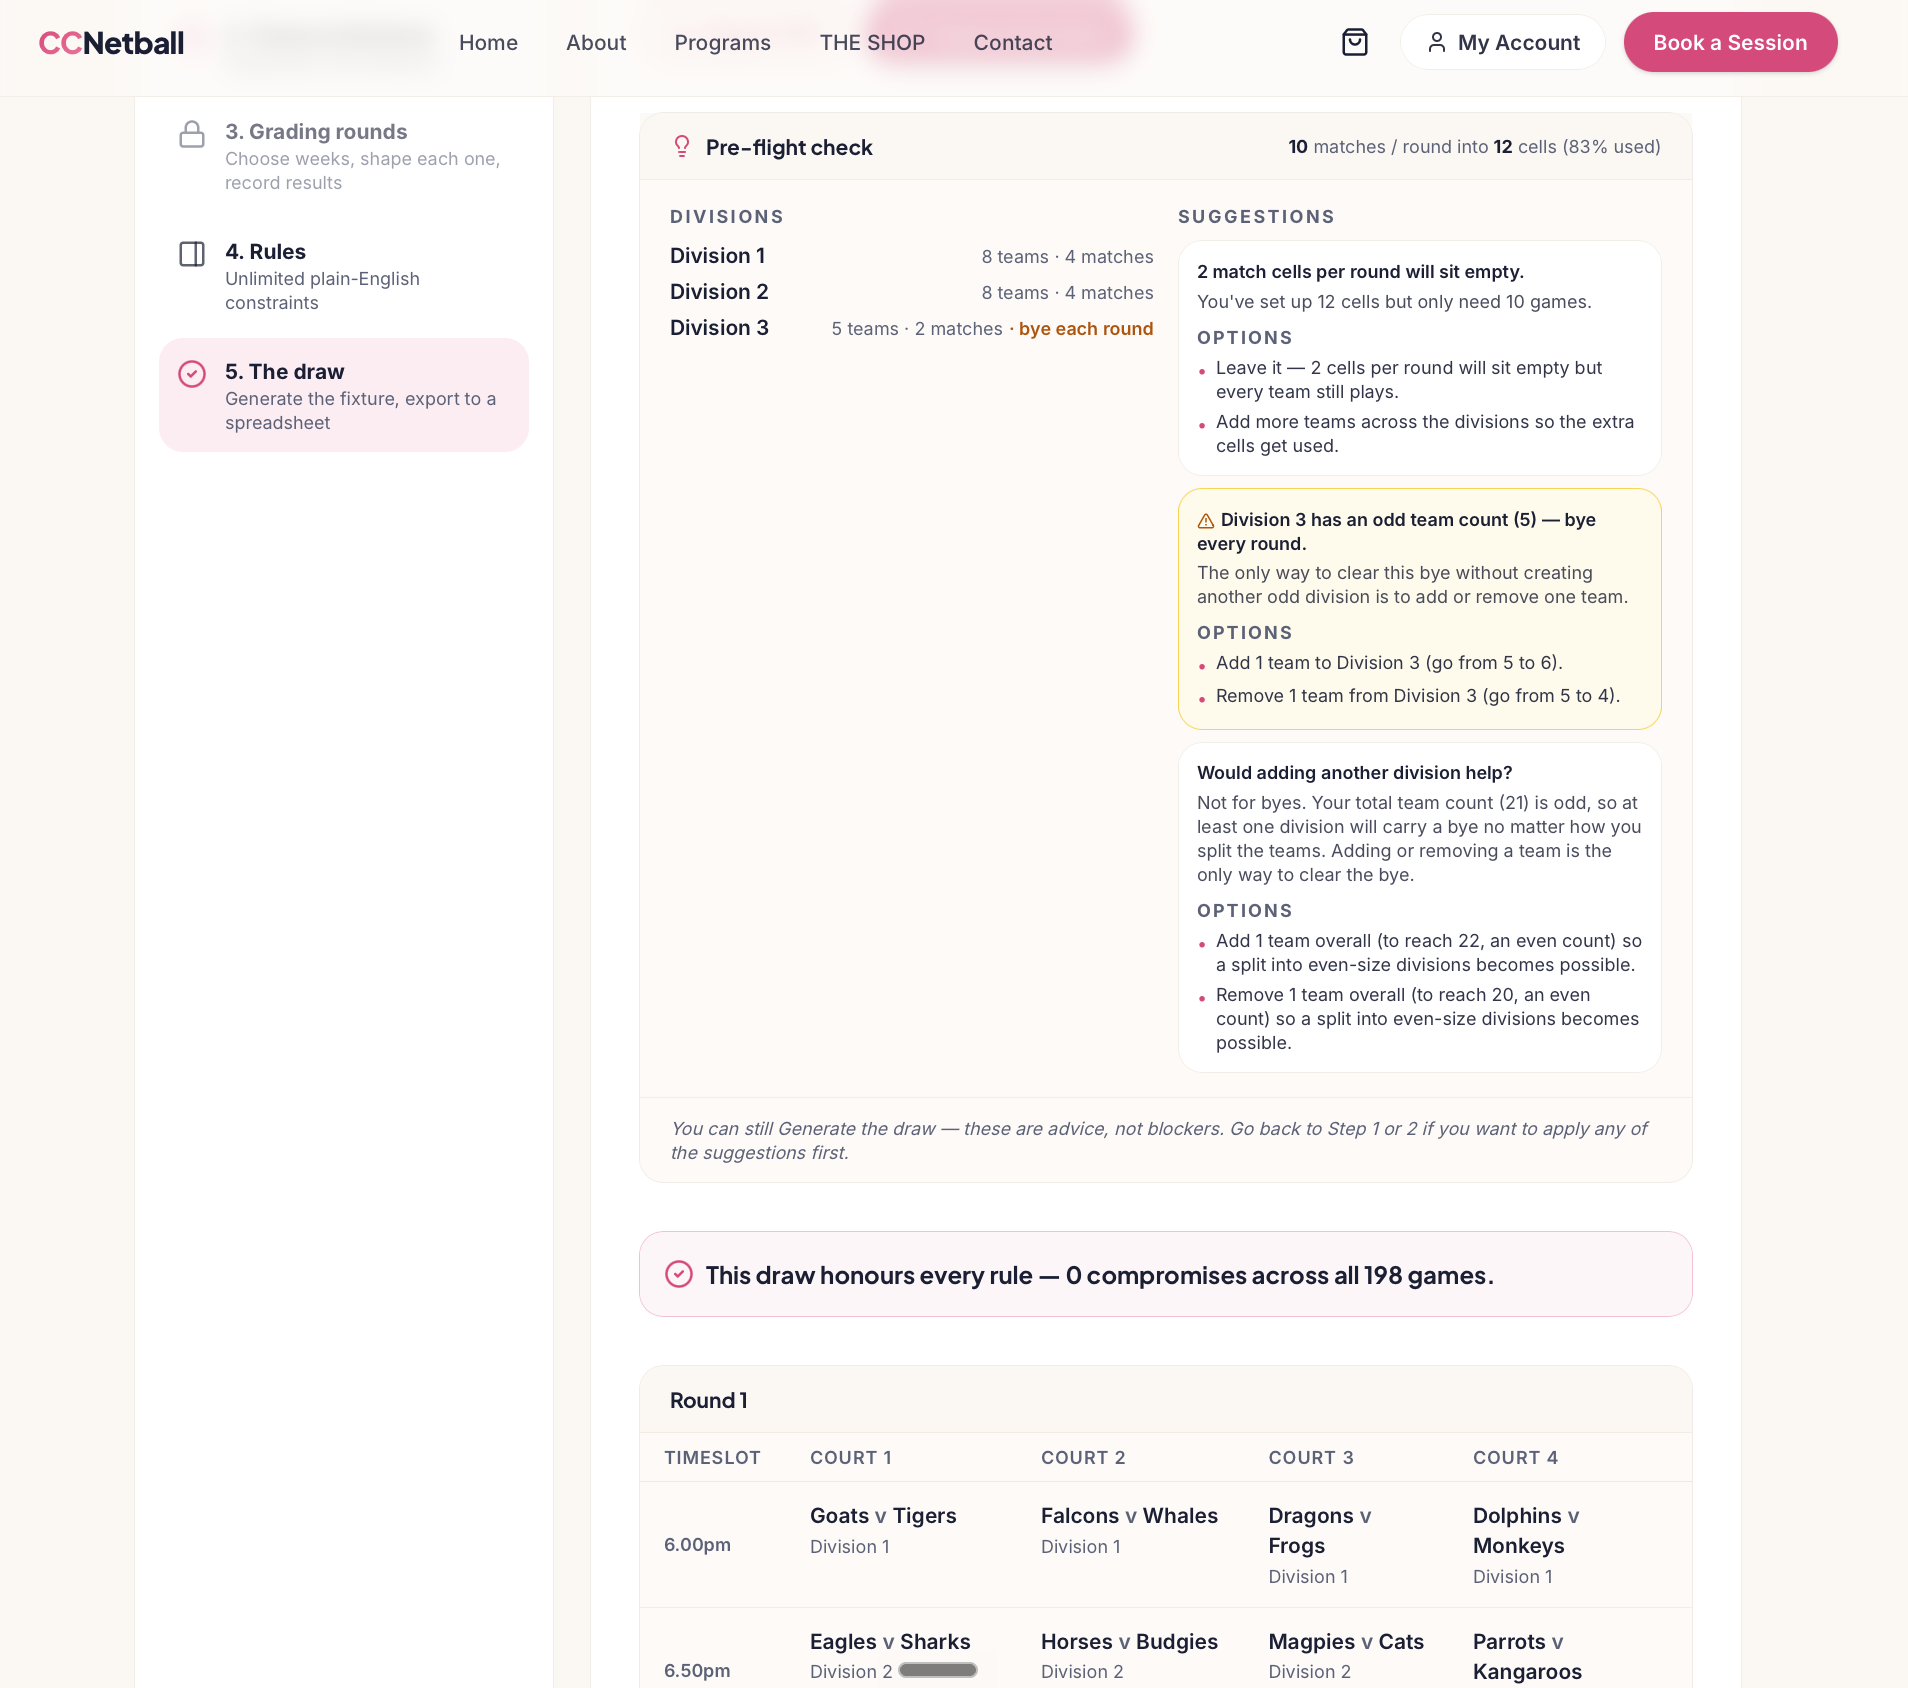 CCNetball
Home
About
Programs
THE SHOP
Contact
My Account
Book a Session
3. Grading rounds
Choose weeks, shape each one,
record results
4. Rules
Unlimited plain-English
constraints
5. The draw
Generate the fixture, export to a
spreadsheet
Pre-flight check
10 matches / round into 12 cells (83% used)
DIVISIONS
Division 1
8 teams · 4 matches
Division 2
8 teams · 4 matches
Division 3
5 teams · 2 matches · bye each round
SUGGESTIONS
2 match cells per round will sit empty.
You've set up 12 cells but only need 10 games.
OPTIONS
• Leave it — 2 cells per round will sit empty but
every team still plays.
• Add more teams across the divisions so the extra
cells get used.
Division 3 has an odd team count (5) — bye
every round.
The only way to clear this bye without creating
another odd division is to add or remove one team.
OPTIONS
• Add 1 team to Division 3 (go from 5 to 6).
• Remove 1 team from Division 3 (go from 5 to 4).
Would adding another division help?
Not for byes. Your total team count (21) is odd, so at
least one division will carry a bye no matter how you
split the teams. Adding or removing a team is the
only way to clear the bye.
OPTIONS
• Add 1 team overall (to reach 22, an even count) so
a split into even-size divisions becomes possible.
• Remove 1 team overall (to reach 20, an even
count) so a split into even-size divisions becomes
possible.
You can still Generate the draw — these are advice, not blockers. Go back to Step 1 or 2 if you want to apply any of
the suggestions first.
This draw honours every rule — 0 compromises across all 198 games.
Round 1
TIMESLOT
COURT 1
COURT 2
COURT 3
COURT 4
6.00pm
Goats v Tigers
Division 1
Falcons v Whales
Division 1
Dragons v
Frogs
Division 1
Dolphins v
Monkeys
Division 1
6.50pm
Eagles v Sharks
Division 2
Horses v Budgies
Division 2
Magpies v Cats
Division 2
Parrots v
Kangaroos